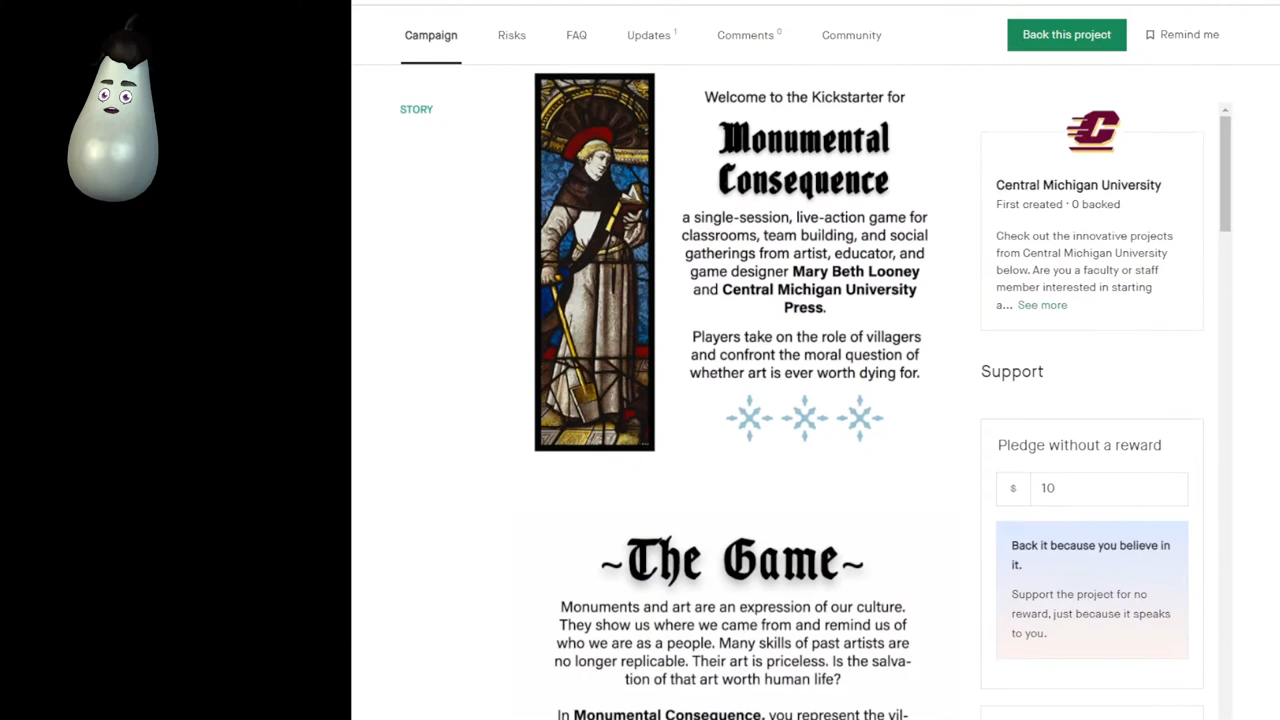 Campaign
Risks
FAQ
Updates 1
Comments 0
Community
Back this project
Remind me
STORY
Welcome to the Kickstarter for
Monumental
Consequence
a single-session, live-action game for
classrooms, team building, and social
gatherings from artist, educator, and
game designer Mary Beth Looney
and Central Michigan University
Press.
Players take on the role of villagers
and confront the moral question of
whether art is ever worth dying for.
~The Game~
Monuments and art are an expression of our culture.
They show us where we came from and remind us of
who we are as a people. Many skills of past artists are
no longer replicable. Their art is priceless. Is the salva-
tion of that art worth human life?
In Monumental Consequence, you represent the vil-
C
Central Michigan University
First created · 0 backed
Check out the innovative projects
from Central Michigan University
below. Are you a faculty or staff
member interested in starting
a... See more
Support
Pledge without a reward
$ 10
Back it because you believe in
it.
Support the project for no
reward, just because it speaks
to you.